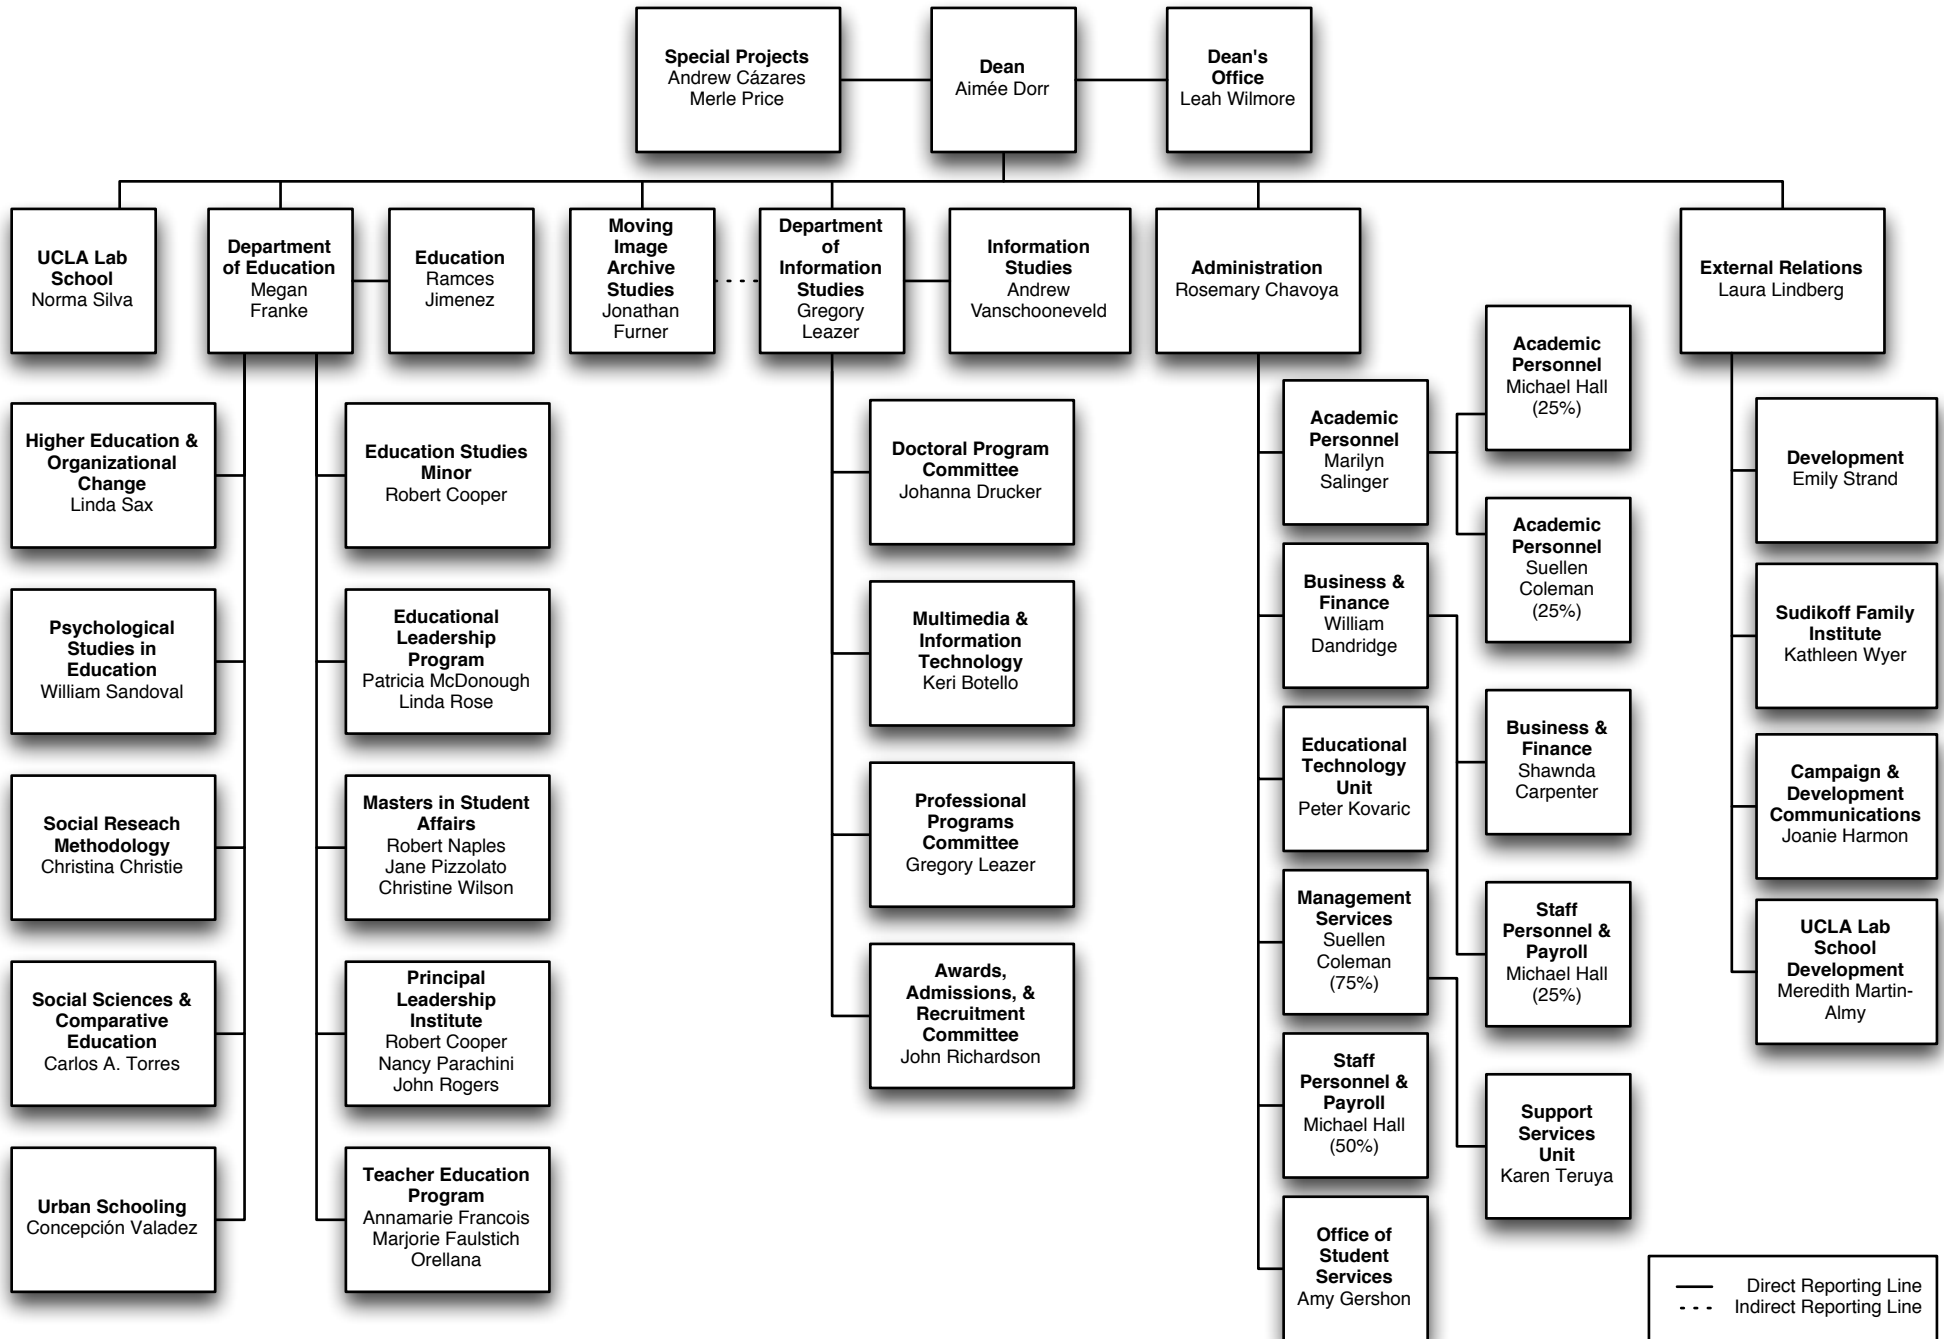 Special Projects
Andrew Cázares
Merle Price
Dean
Aimée Dorr
Dean's
Office
Leah Wilmore
UCLA Lab
School
Norma Silva
Department
of Education
Megan
Franke
Education
Ramces
Jimenez
Moving
Image
Archive
Studies
Jonathan
Furner
Department
of
Information
Studies
Gregory
Leazer
Information
Studies
Andrew
Vanschooneveld
Administration
Rosemary Chavoya
External Relations
Laura Lindberg
Higher Education &
Organizational
Change
Linda Sax
Psychological
Studies in
Education
William Sandoval
Social Reseach
Methodology
Christina Christie
Social Sciences &
Comparative
Education
Carlos A. Torres
Urban Schooling
Concepción Valadez
Education Studies
Minor
Robert Cooper
Educational
Leadership
Program
Patricia McDonough
Linda Rose
Masters in Student
Affairs
Robert Naples
Jane Pizzolato
Christine Wilson
Principal
Leadership
Institute
Robert Cooper
Nancy Parachini
John Rogers
Teacher Education
Program
Annamarie Francois
Marjorie Faulstich
Orellana
Doctoral Program
Committee
Johanna Drucker
Multimedia &
Information
Technology
Keri Botello
Professional
Programs
Committee
Gregory Leazer
Awards,
Admissions, &
Recruitment
Committee
John Richardson
Academic
Personnel
Marilyn
Salinger
Business &
Finance
William
Dandridge
Educational
Technology
Unit
Peter Kovaric
Management
Services
Suellen
Coleman
(75%)
Staff
Personnel &
Payroll
Michael Hall
(50%)
Office of
Student
Services
Amy Gershon
Academic
Personnel
Michael Hall
(25%)
Academic
Personnel
Suellen
Coleman
(25%)
Business &
Finance
Shawnda
Carpenter
Staff
Personnel &
Payroll
Michael Hall
(25%)
Support
Services
Unit
Karen Teruya
Development
Emily Strand
Sudikoff Family
Institute
Kathleen Wyer
Campaign &
Development
Communications
Joanie Harmon
UCLA Lab
School
Development
Meredith Martin-
Almy
Direct Reporting Line
Indirect Reporting Line